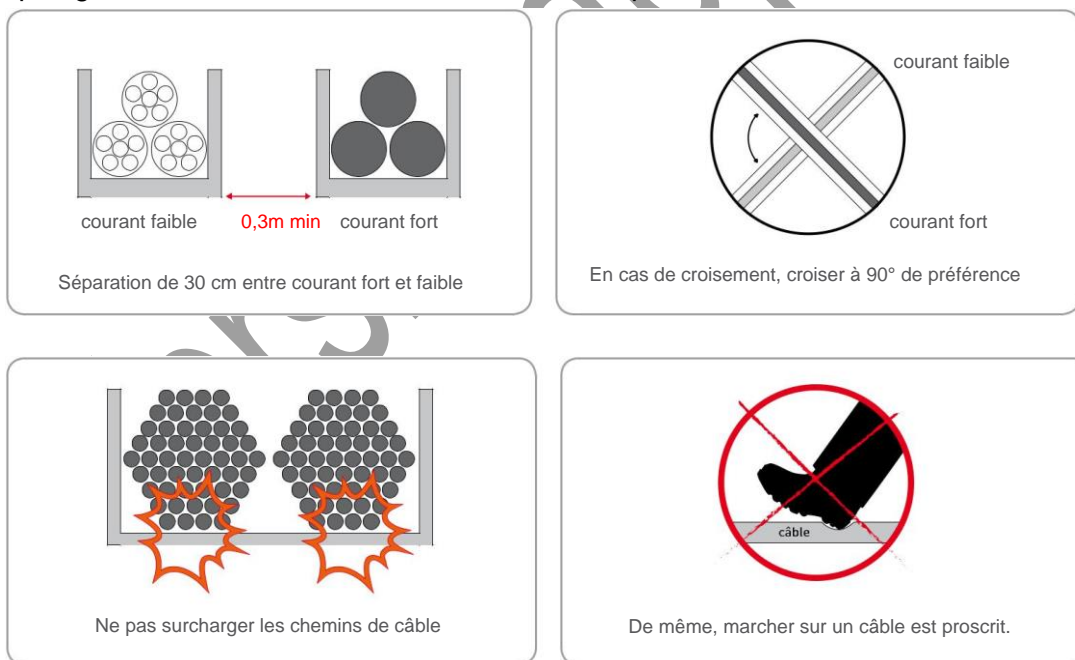 courant faible
0,3m min
courant fort
Séparation de 30 cm entre courant fort et faible
courant faible
courant fort
En cas de croisement, croiser à 90° de préférence
Ne pas surcharger les chemins de câble
câble
De même, marcher sur un câble est proscrit.